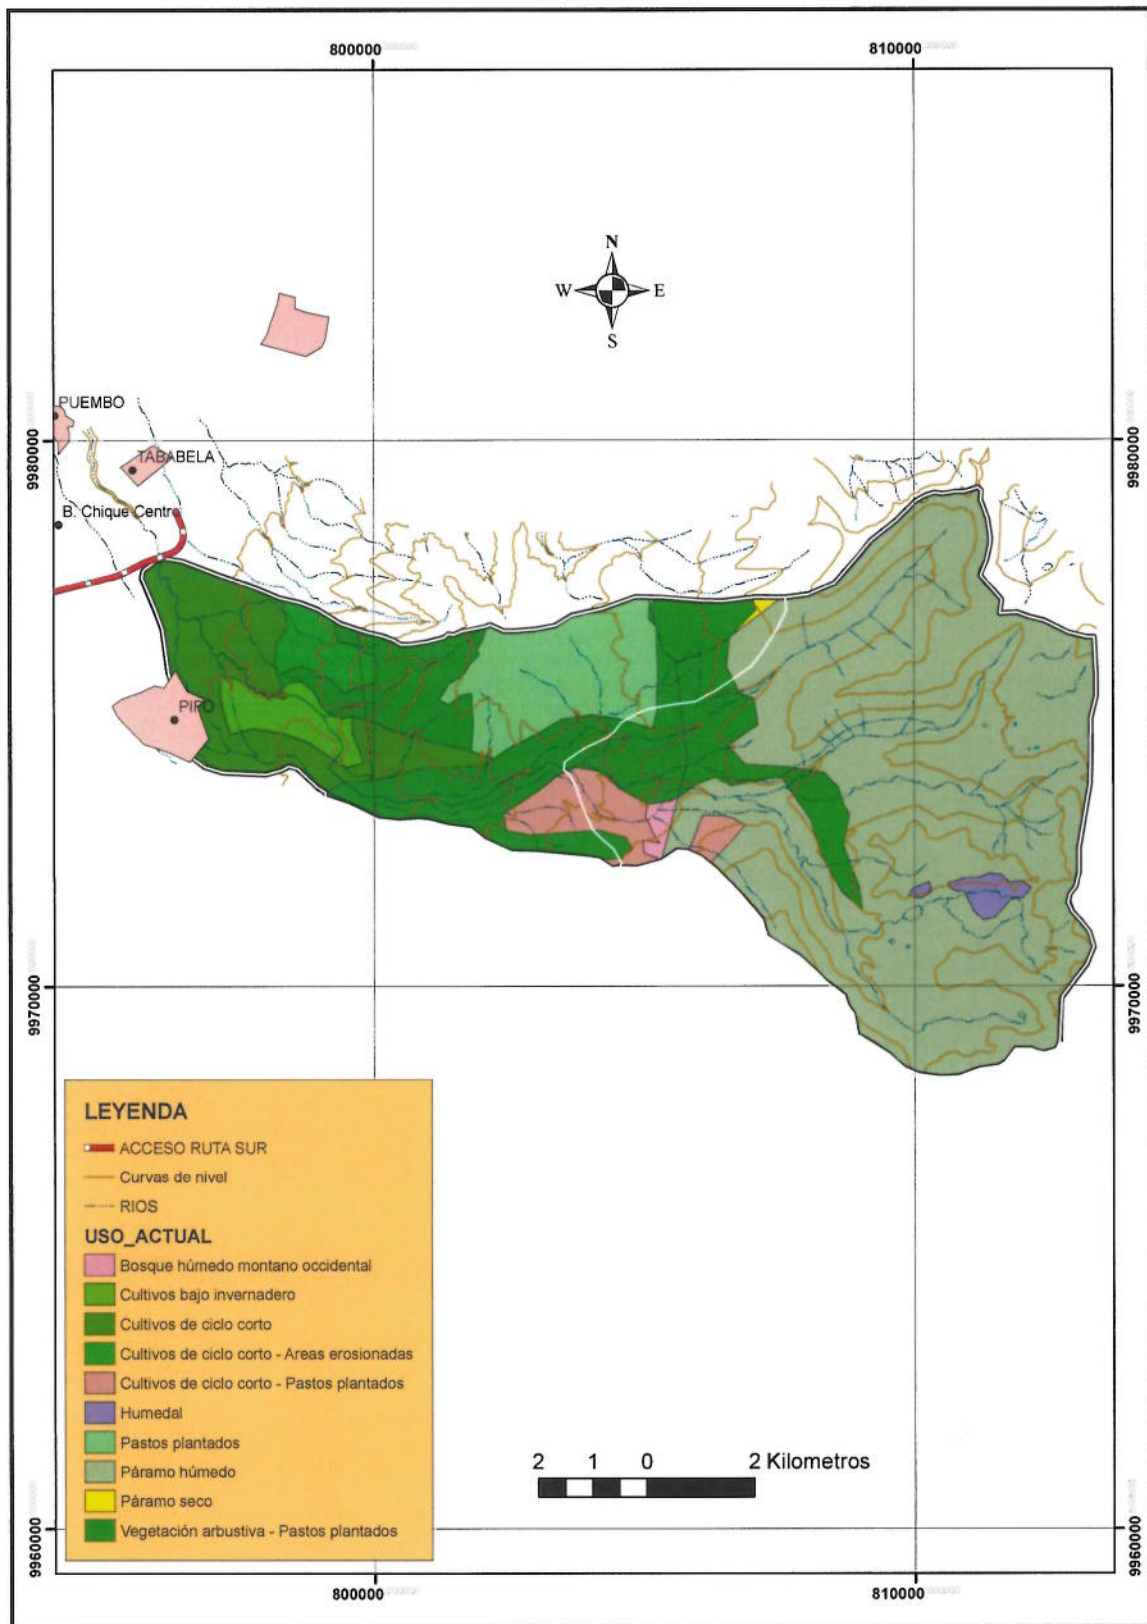 800000
810000
N
W
E
S
PUEMBO
9980000
9980000
TABABELA
B. Chique Centro
PIFO
9970000
9970000
LEYENDA
ACCESO RUTA SUR
Curvas de nivel
RIOS
USO_ACTUAL
Bosque húmedo montano occidental
Cultivos bajo invernadero
Cultivos de ciclo corto
Cultivos de ciclo corto - Areas erosionadas
Cultivos de ciclo corto - Pastos plantados
Humedal
Pastos plantados
Páramo húmedo
Páramo seco
Vegetación arbustiva - Pastos plantados
2 1 0 2 Kilometros
9960000
9960000
800000
810000